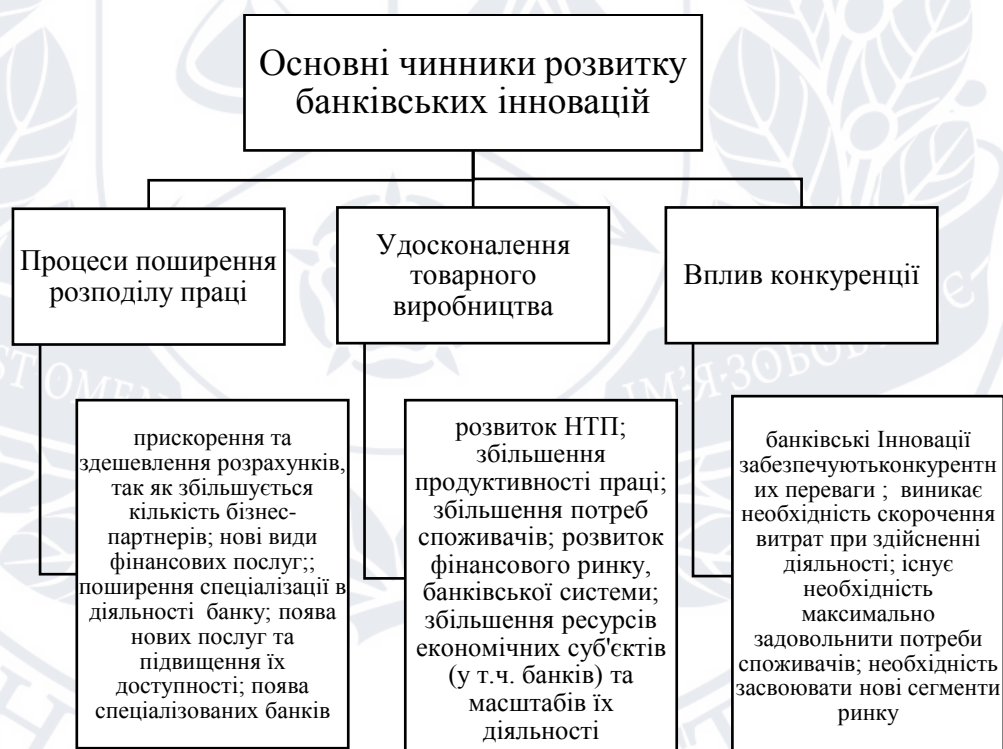 Основні чинники розвитку
банківських інновацій
Процеси поширення
розподілу праці
Удосконалення
товарного
виробництва
Вплив конкуренції
прискорення та
здешевлення розрахунків,
так як збільшується
кількість бізнес-
партнерів; нові види
фінансових послуг;;
поширення спеціалізації в
діяльності банку; поява
нових послуг та
підвищення їх
доступності; поява
спеціалізованих банків
розвиток НТП;
збільшення
продуктивності праці;
збільшення потреб
споживачів; розвиток
фінансового ринку,
банківської системи;
збільшення ресурсів
економічних суб'єктів
(у т.ч. банків) та
масштабів їх
діяльності
банківські Інновації
забезпечуютьконкурентн
их переваги ; виникає
необхідність скорочення
витрат при здійсненні
діяльності; існує
необхідність
максимально
задовольнити потреби
споживачів; необхідність
засвоювати нові сегменти
ринку